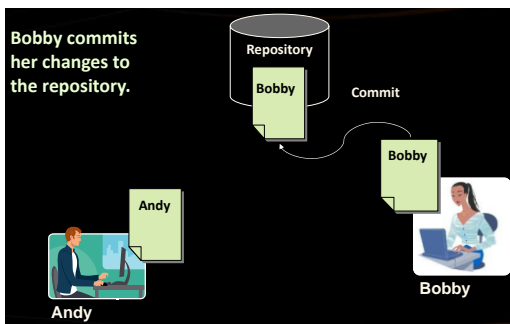 Bobby commits
her changes to
the repository.
Repository
Bobby
Commit
Bobby
Andy
Andy
Bobby